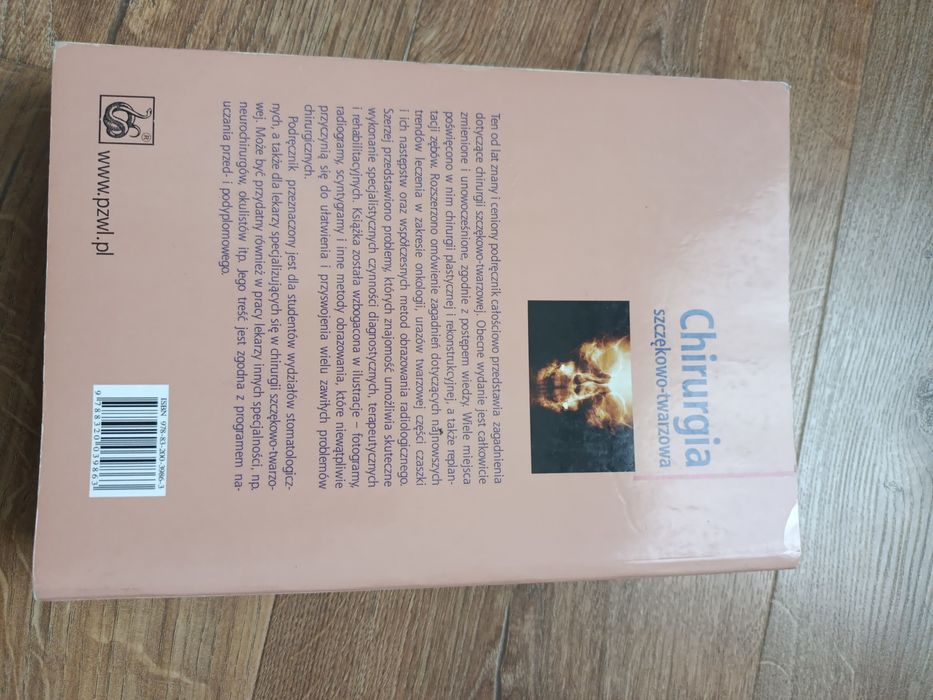 Chirurgia
szczękowo-twarzowa
Ten od lat znany i ceniony podręcznik całościowo przedstawia zagadnienia
dotyczące chirurgii szczękowo-twarzowej. Obecne wydanie jest całkowicie
zmienione i unowocześnione, zgodnie z postępem wiedzy. Wiele miejsca
poświęcono w nim chirurgii plastycznej i rekonstrukcyjnej, a także replan-
tacji zębów. Rozszerzono omówienie zagadnień dotyczących najnowszych
trendów leczenia w zakresie onkologii, urazów twarzowej części czaszki
i ich następstw oraz współczesnych metod obrazowania radiologicznego.
Szerzej przedstawiono problemy, których znajomość umożliwia skuteczne
wykonanie specjalistycznych czynności diagnostycznych, terapeutycznych
i rehabilitacyjnych. Książka została wzbogacona w ilustracje – fotogramy,
radiogramy, scyntygramy i inne metody obrazowania, które niewątpliwie
przyczynią się do ułatwienia i przyswojenia wielu zawiłych problemów
chirurgicznych.
Podręcznik przeznaczony jest dla studentów wydziałów stomatologicz-
nych, a także dla lekarzy specjalizujących się w chirurgii szczękowo-twarzo-
wej. Może być przydatny również w pracy lekarzy innych specjalności, np.
neurochirurgów, okulistów itp. Jego treść jest zgodna z programem na-
uczania przed- i podyplomowego.
®
www.pzwl.pl
ISBN 978-83-200-3986-3
9 788320 039863